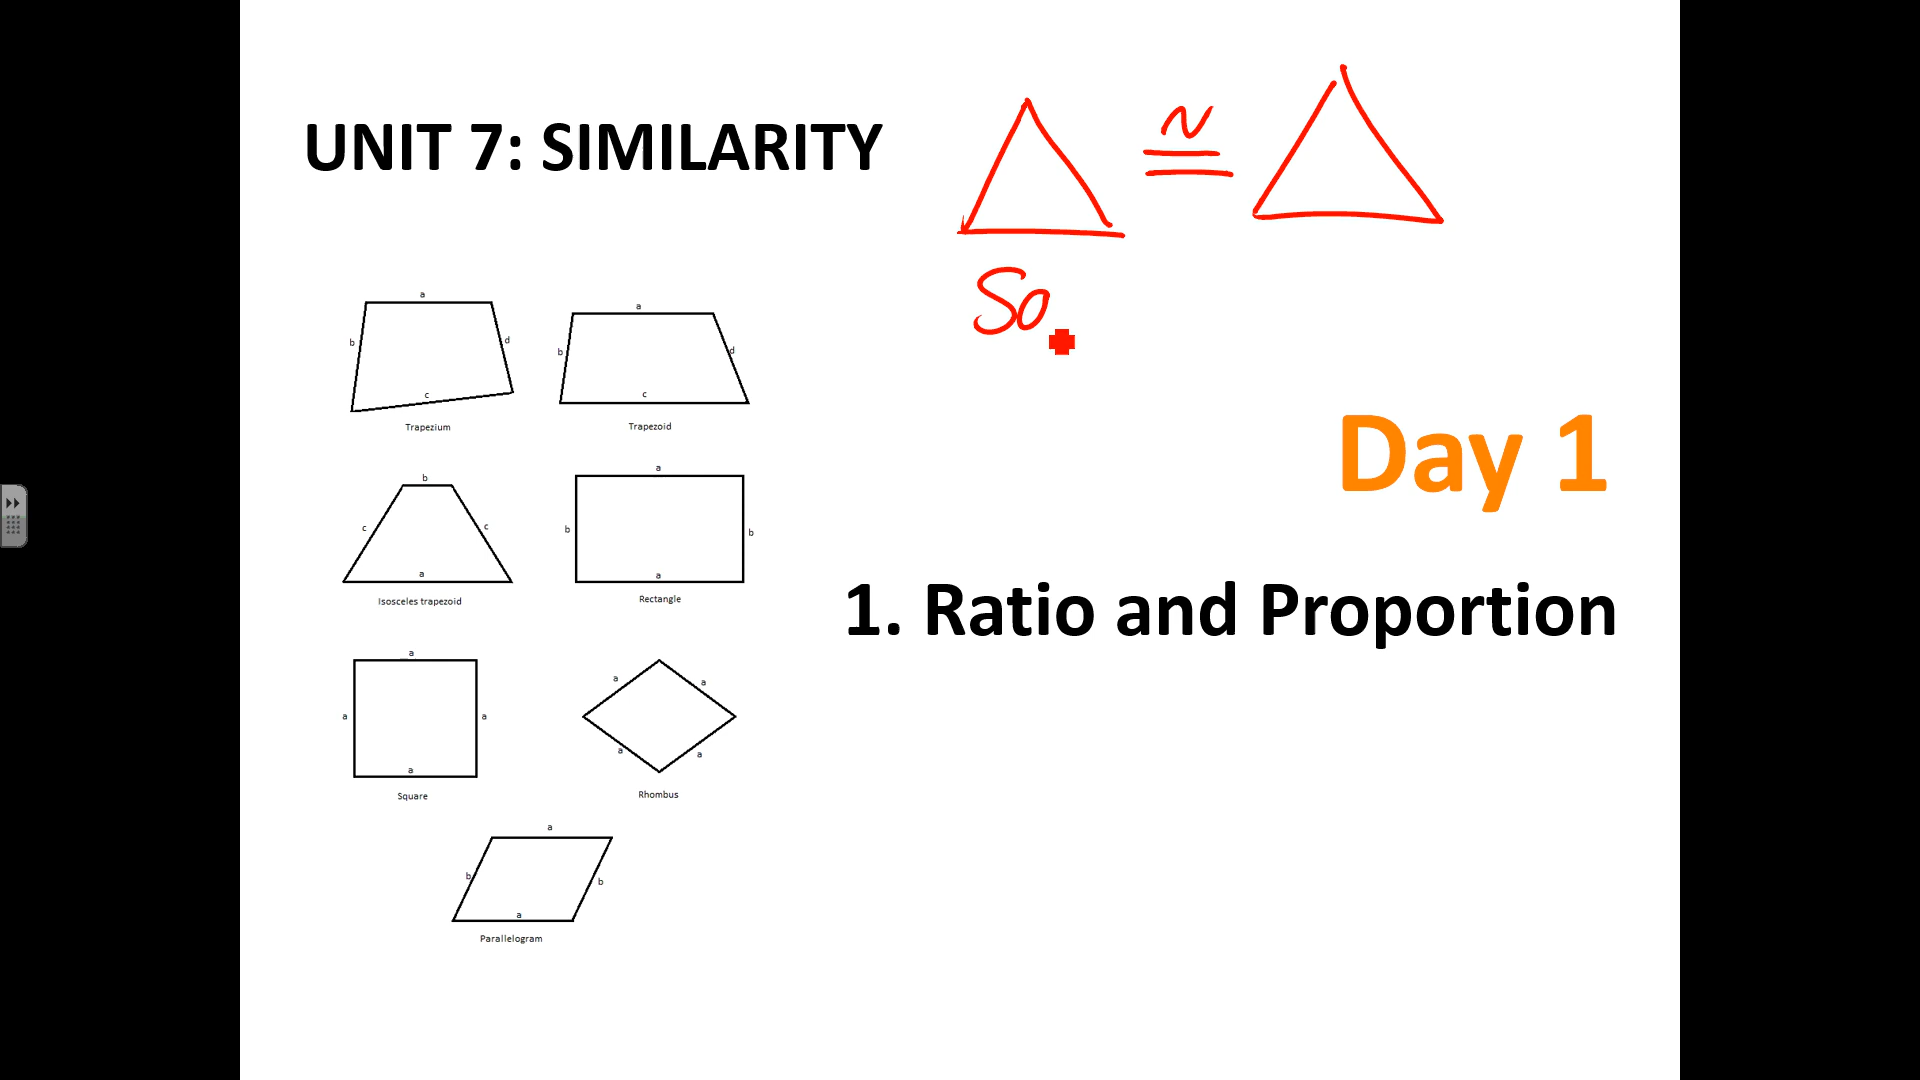 UNIT 7: SIMILARITY
≅
So
a
b
d
c
Trapezium
a
b
d
c
Trapezoid
b
c
c
a
Isosceles trapezoid
a
b
b
a
Rectangle
a
a
a
a
Square
a
a
a
a
Rhombus
a
b
b
a
Parallelogram
Day 1
1. Ratio and Proportion